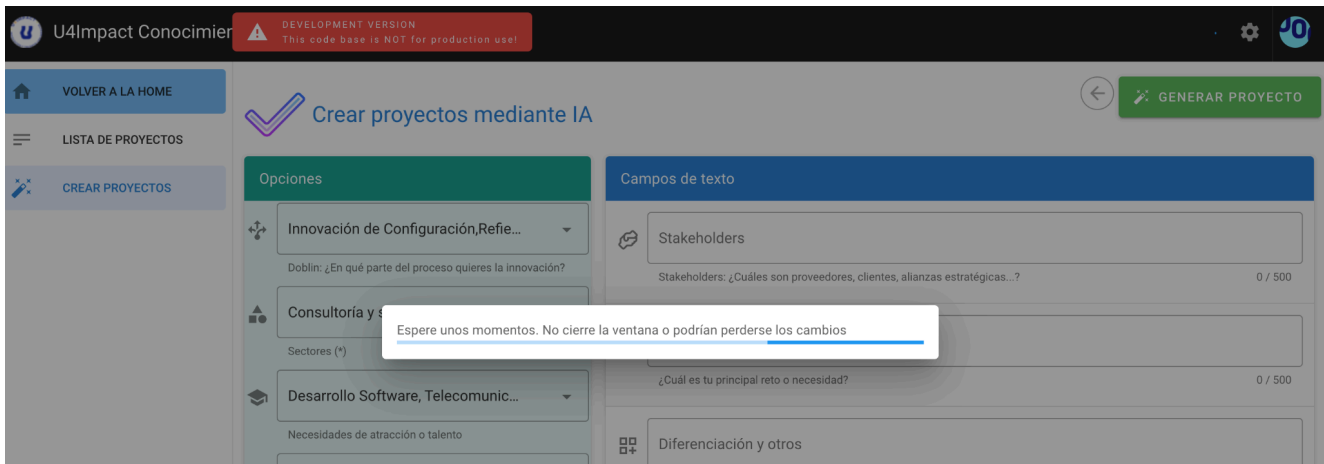 U4Impact Conocimier
DEVELOPMENT VERSION
This code base is NOT for production use!
VOLVER A LA HOME
LISTA DE PROYECTOS
CREAR PROYECTOS
Crear proyectos mediante IA
GENERAR PROYECTO
Opciones
Innovación de Configuración,Refie...
Doblin: ¿En qué parte del proceso quieres la innovación?
Consultoría y s
Sectores (*)
Desarrollo Software, Telecomunic...
Necesidades de atracción o talento
Campos de texto
Stakeholders
Stakeholders: ¿Cuáles son proveedores, clientes, alianzas estratégicas...?
0 / 500
¿Cuál es tu principal reto o necesidad?
0 / 500
Diferenciación y otros
Espere unos momentos. No cierre la ventana o podrían perderse los cambios